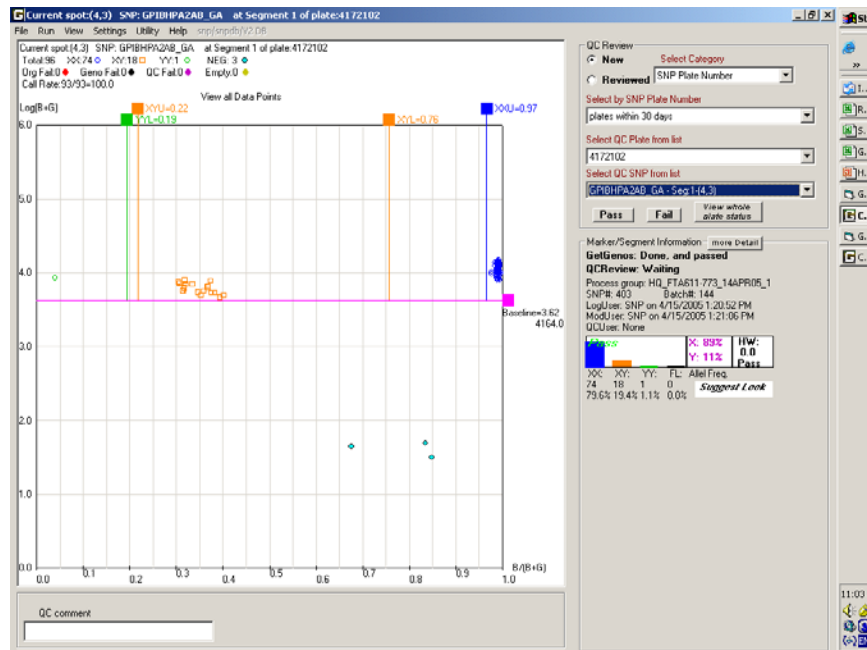 Current spot:(4,3) SNP: GPIBHPA2AB_GA at Segment 1 of plate:4172102
File Run View Settings Utility Help snp/snpdb/V2.DB
Current spot:(4,3) SNP: GPIBHPA2AB_GA at Segment 1 of plate:4172102
Total:96 XX:74 XY:18 YY:1 NEG: 3
Org Fail:0 Geno Fail:0 QC Fail:0 Empty:0
Call Rate:93/93=100.0
View all Data Points
Log(B+G)
XYU=0.22
YYL=0.19
XYL=0.76
XXU=0.97
6.0
5.0
4.0
Baseline=3.62
4164.0
3.0
2.0
1.0
0.0
B/(B+G)
0.0 0.1 0.2 0.3 0.4 0.5 0.6 0.7 0.8 0.9 1.0
QC comment
QC Review
New
Reviewed
Select Category
SNP Plate Number
Select by SNP Plate Number
plates within 30 days
Select QC Plate from list
4172102
Select QC SNP from list
GPIBHPA2AB_GA - Seg:1-(4,3)
Pass Fail View whole plate status
Marker/Segment Information more Detail
GetGenos: Done, and passed
QCReview: Waiting
Process group: HQ_FTA611-773_14APR05_1
SNP#: 403 Batch#: 144
LogUser: SNP on 4/15/2005 1:20:52 PM
ModUser: SNP on 4/15/2005 1:21:06 PM
QCUser: None
Pass
X: 89%
Y: 11%
HW:
0.0
Pass
XX: XY: YY: FL: Allel Freq.
74 18 1 0
Suggest Look
79.6% 19.4% 1.1% 0.0%
»
I...
R...
S...
G...
H.
G.
C..
G.
C..
11:03